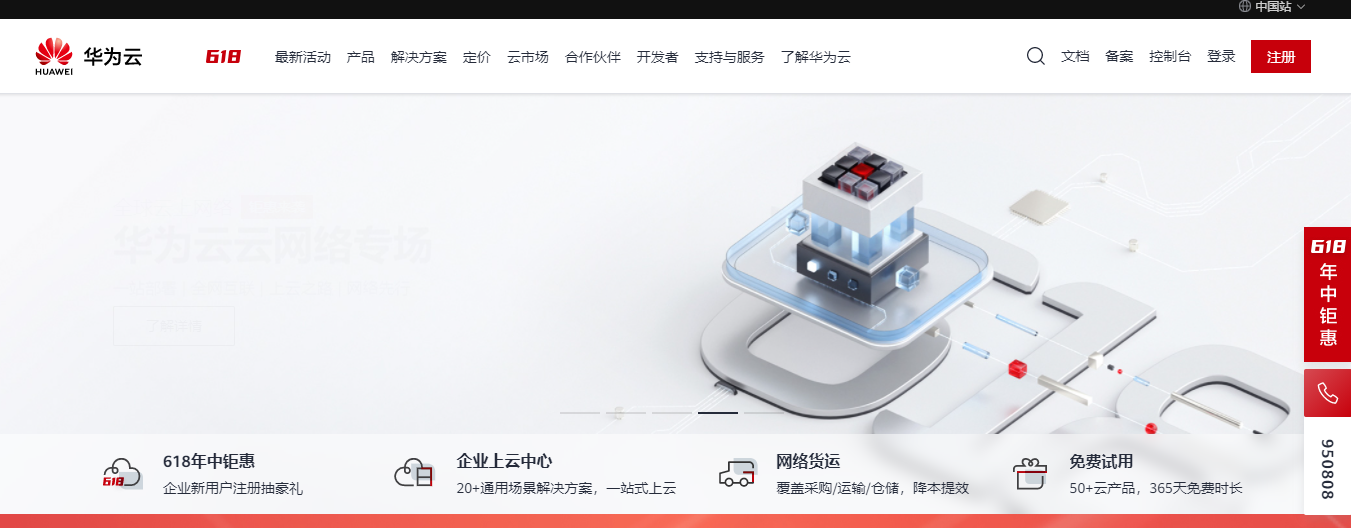 中国站
HUAWEI
华为云
618 最新活动 产品 解决方案 定价 云市场 合作伙伴 开发者 支持与服务 了解华为云
文档 备案 控制台 登录 注册
华为云云网络专场
了解详情
618
年中钜惠
950808
618
618年中钜惠
企业新用户注册抽豪礼
企业上云中心
20+通用场景解决方案，一站式上云
网络货运
覆盖采购/运输/仓储，降本提效
免费试用
50+云产品，365天免费时长